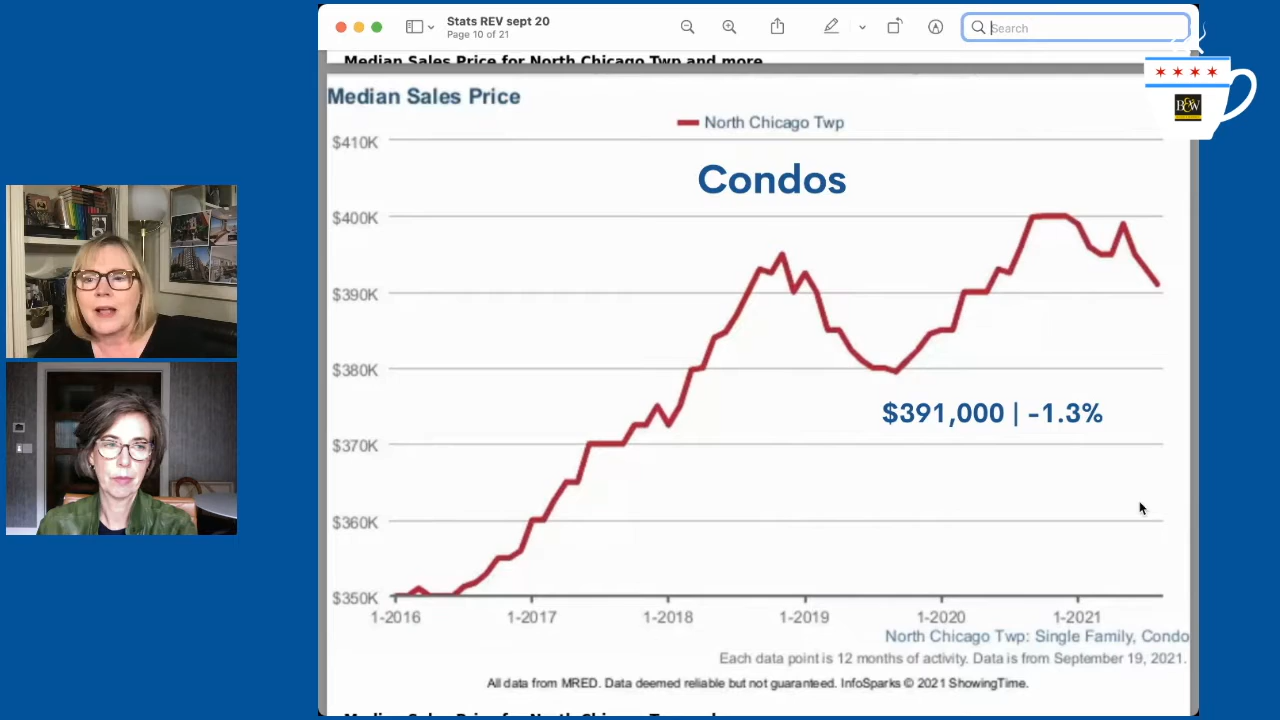 Stats REV sept 20
Page 10 of 21
Search
Median Sales Price for North Chicago Twp and more
B&W
Median Sales Price
North Chicago Twp
$410K
Condos
$400K
$390K
$380K
$391,000 | -1.3%
$370K
$360K
$350K
1-2016 1-2017 1-2018 1-2019 1-2020 1-2021
North Chicago Twp: Single Family, Condo
Each data point is 12 months of activity. Data is from September 19, 2021.
All data from MRED. Data deemed reliable but not guaranteed. InfoSparks © 2021 ShowingTime.